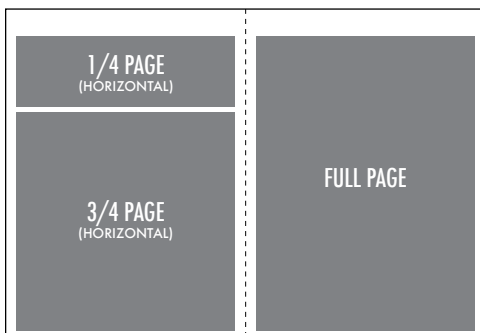 1/4 PAGE
(HORIZONTAL)
3/4 PAGE
(HORIZONTAL)
FULL PAGE